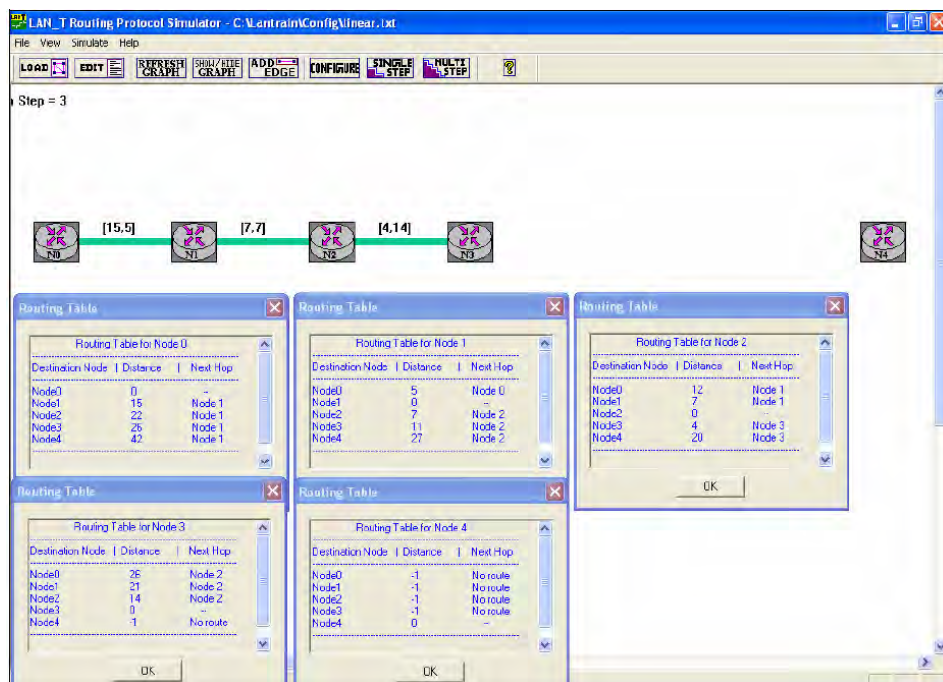 LAN_T Routing Protocol Simulator - C:\Lantrain\Config\linear.txt
File View Simulate Help
LOAD EDIT REFRESH GRAPH SHOW/HIDE GRAPH ADD EDGE CONFIGURE SINGLE STEP MULTI STEP ?
Step = 3
[15,5] [7,7] [4,14]
N0 N1 N2 N3 N4
Routing Table
Routing Table for Node 0
Destination Node | Distance | Next Hop
Node0 0 -
Node1 15 Node 1
Node2 22 Node 1
Node3 26 Node 1
Node4 42 Node 1
Routing Table
Routing Table for Node 1
Destination Node | Distance | Next Hop
Node0 5 Node 0
Node1 0 -
Node2 7 Node 2
Node3 11 Node 2
Node4 27 Node 2
Routing Table
Routing Table for Node 2
Destination Node | Distance | Next Hop
Node0 12 Node 1
Node1 7 Node 1
Node2 0 -
Node3 4 Node 3
Node4 20 Node 3
OK
Routing Table
Routing Table for Node 3
Destination Node | Distance | Next Hop
Node0 26 Node 2
Node1 21 Node 2
Node2 14 Node 2
Node3 0 -
Node4 -1 No route
OK
Routing Table
Routing Table for Node 4
Destination Node | Distance | Next Hop
Node0 -1 No route
Node1 -1 No route
Node2 -1 No route
Node3 -1 No route
Node4 0 -
OK